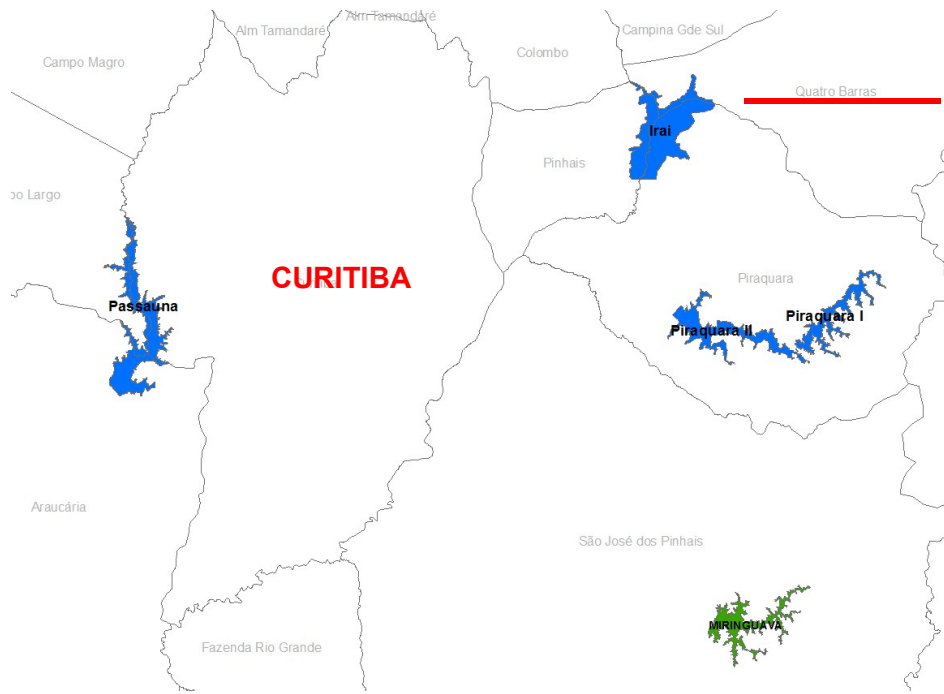 Alm Tamandaré
Alm Tamandaré
Campina Gde Sul
Colombo
Campo Magro
Quatro Barras
Irai
Pinhais
po Largo
CURITIBA
Piraquara
Passauna
Piraquara I
Piraquara II
Araucária
São José dos Pinhais
MIRINGUAVA
Fazenda Rio Grande